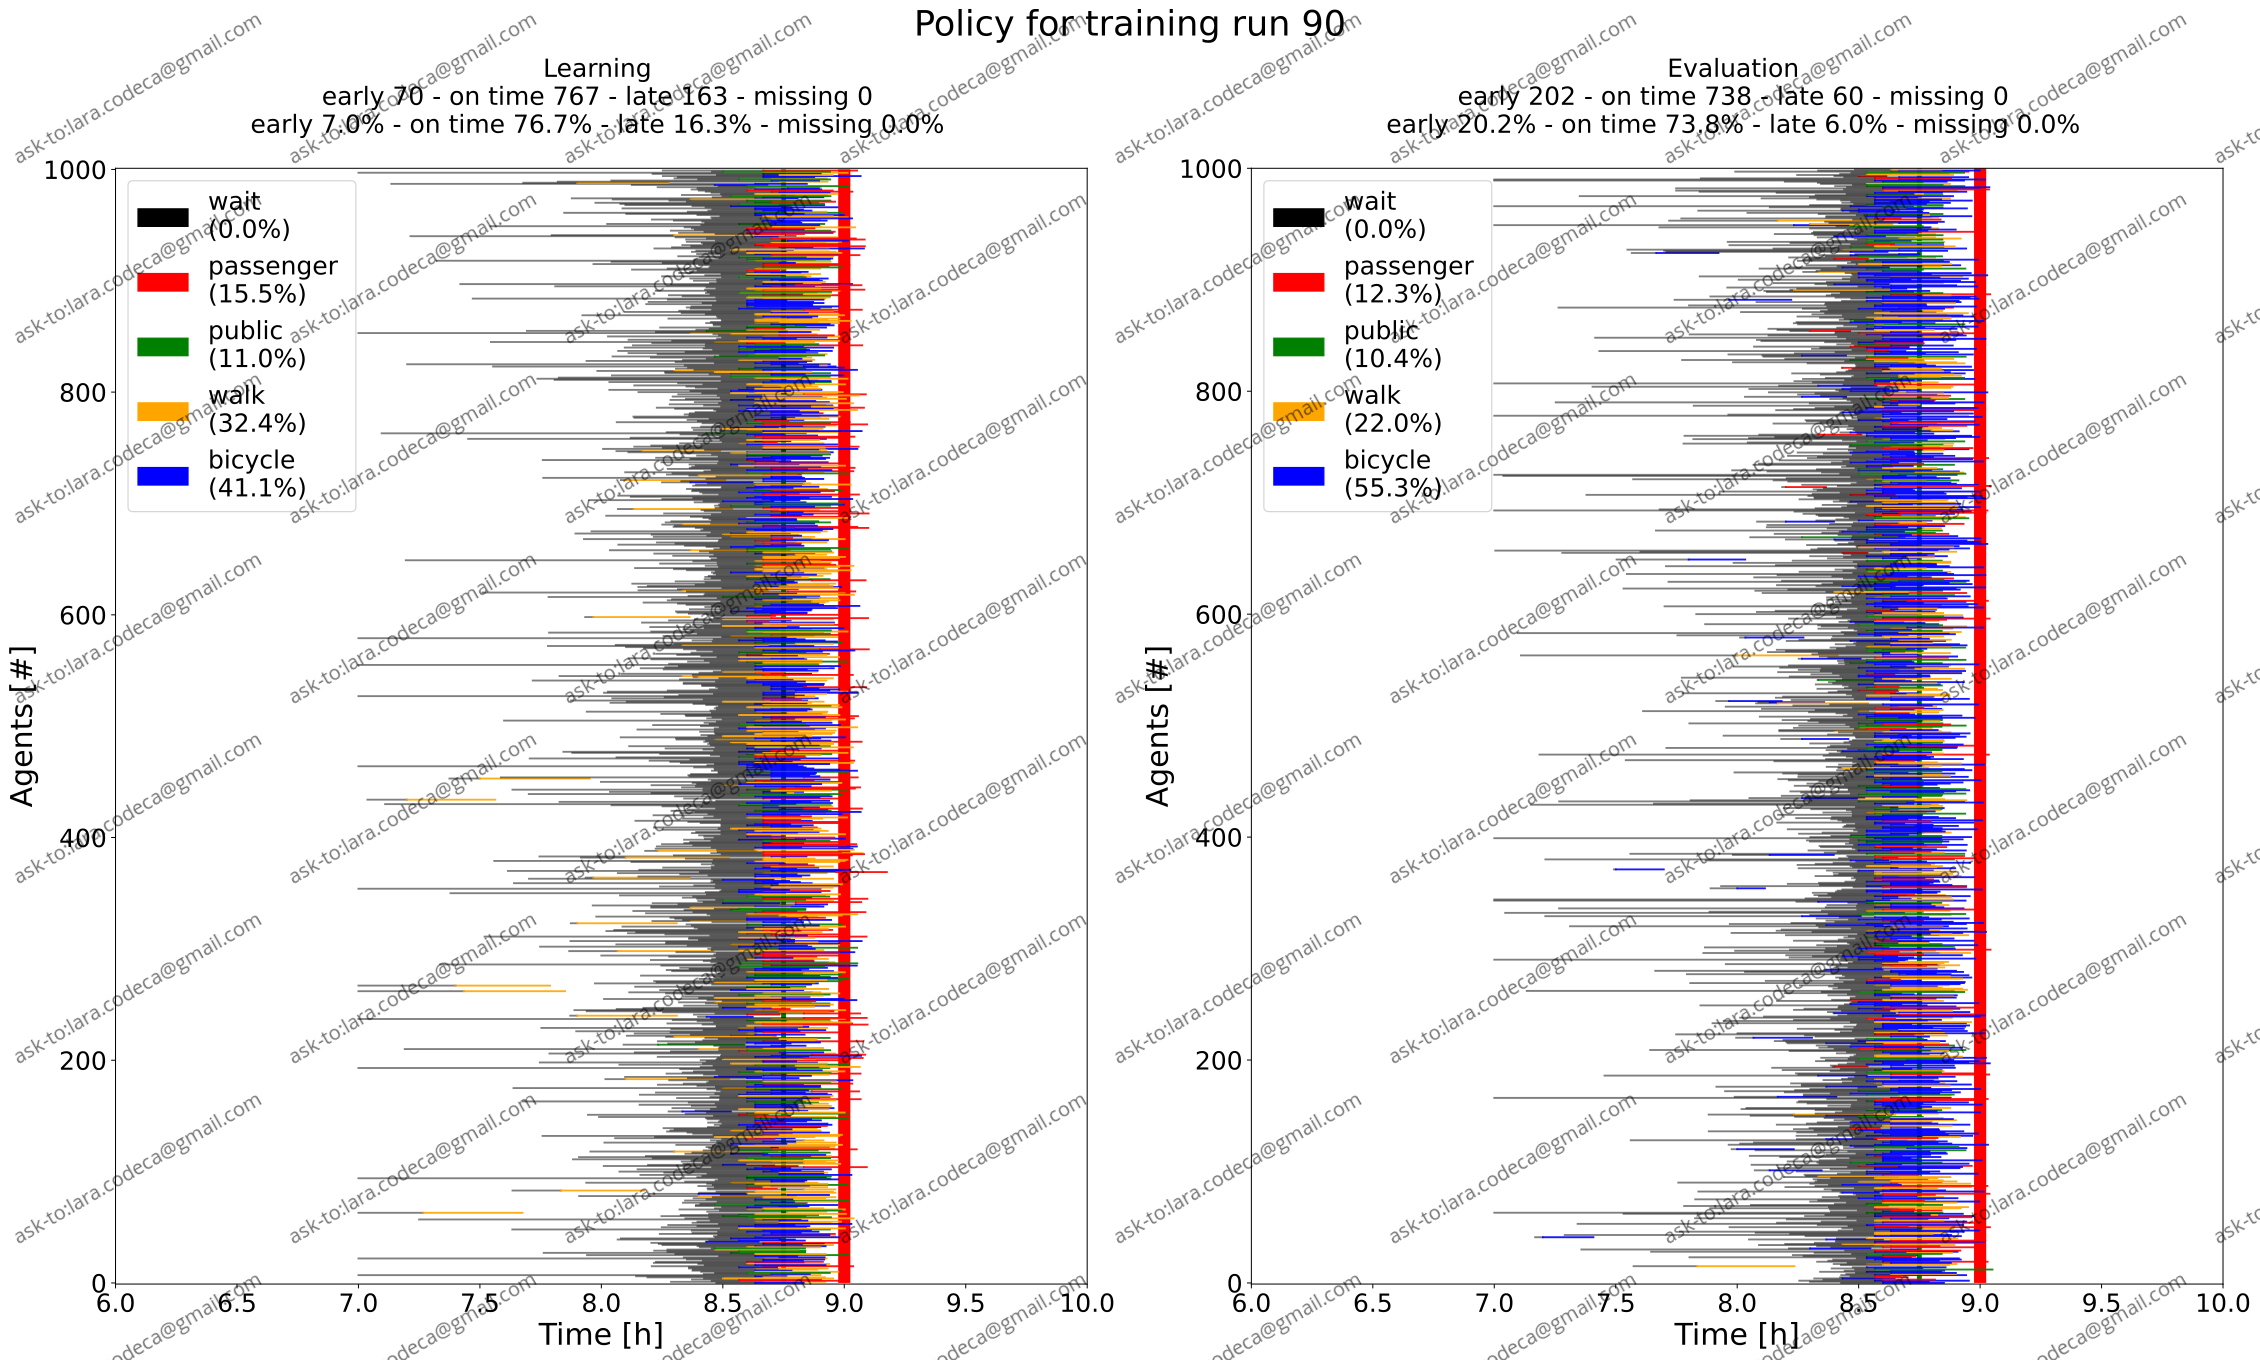 Policy for training run 90
Learning
early 70 - on time 767 - late 163 - missing 0
early 7.0% - on time 76.7% - late 16.3% - missing 0.0%
1000
800
600
400
200
0
Agents [#]
wait
(0.0%)
passenger
(15.5%)
public
(11.0%)
walk
(32.4%)
bicycle
(41.1%)
6.0 6.5 7.0 7.5 8.0 8.5 9.0 9.5 10.0
Time [h]
Evaluation
early 202 - on time 738 - late 60 - missing 0
early 20.2% - on time 73.8% - late 6.0% - missing 0.0%
1000
800
600
400
200
0
Agents [#]
wait
(0.0%)
passenger
(12.3%)
public
(10.4%)
walk
(22.0%)
bicycle
(55.3%)
6.0 6.5 7.0 7.5 8.0 8.5 9.0 9.5 10.0
Time [h]
ask-to:lara.codeca@gmail.com